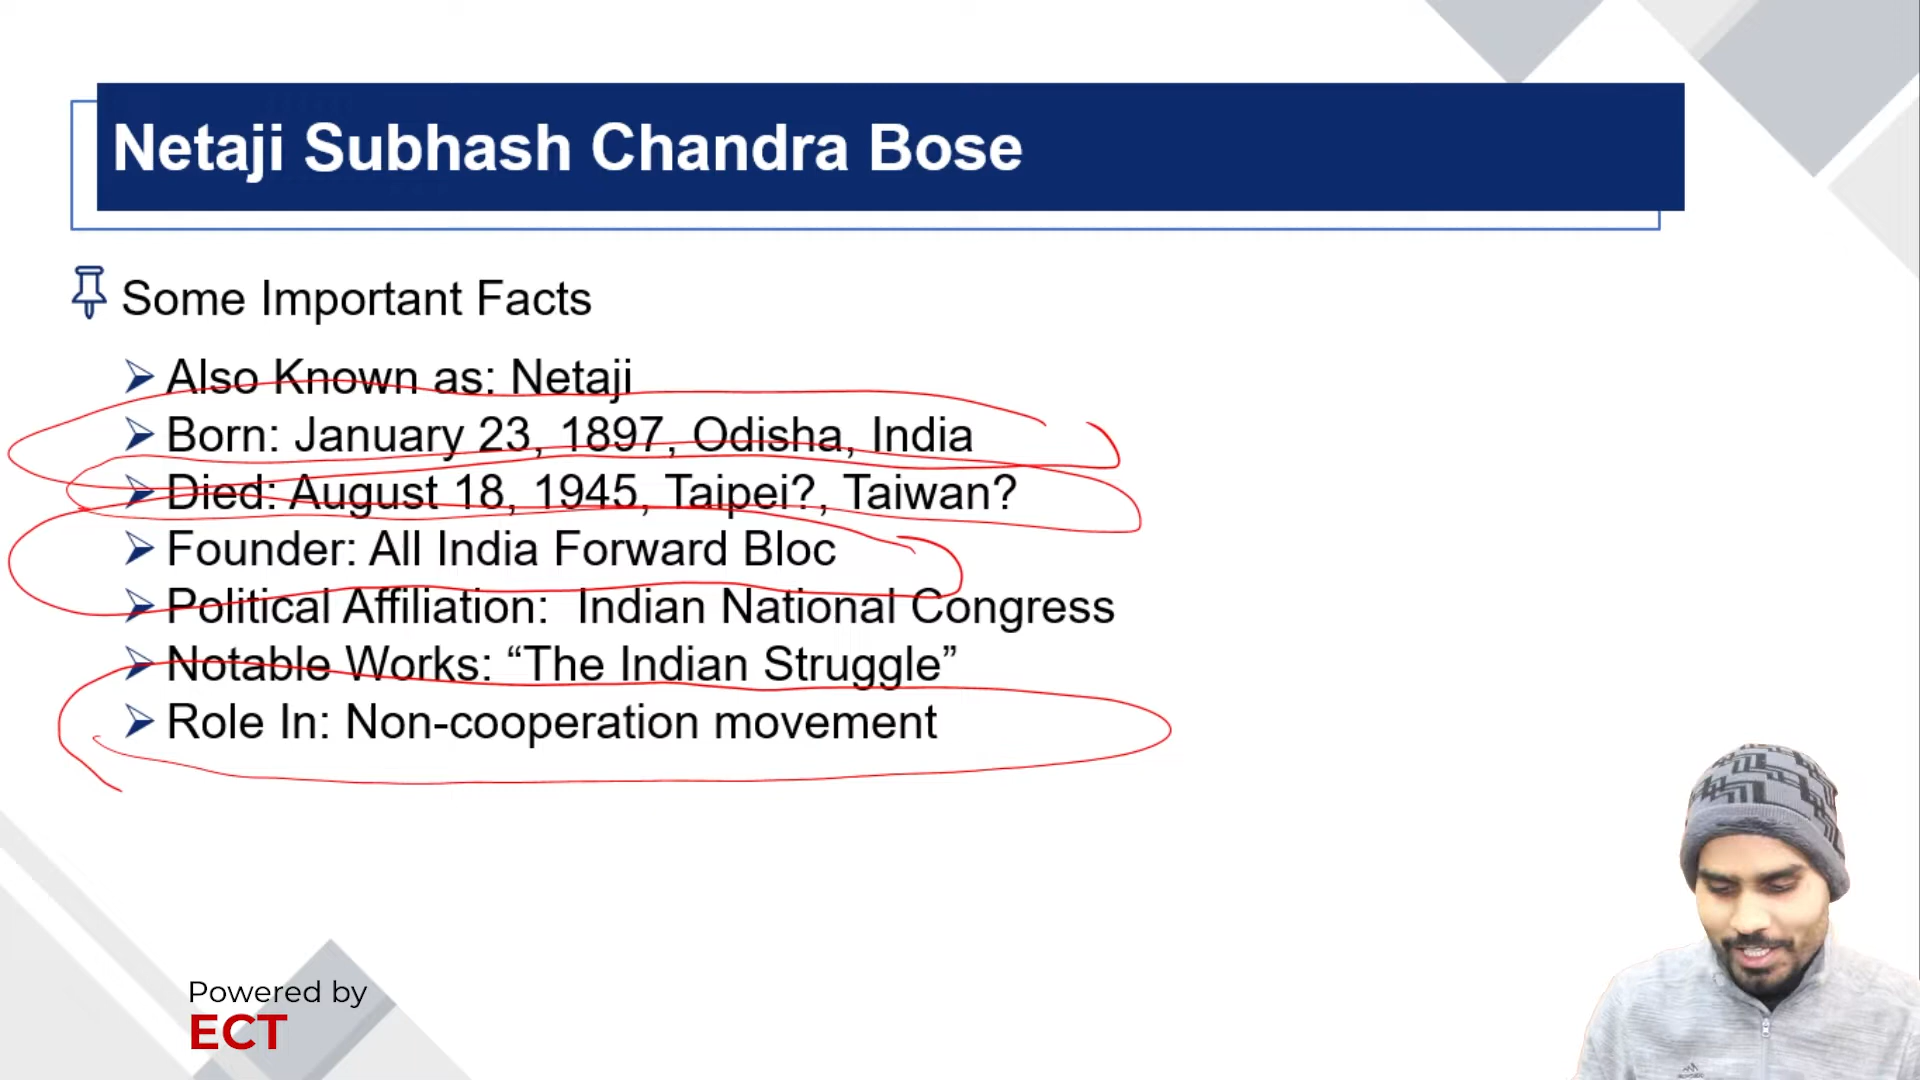 Netaji Subhash Chandra Bose
Some Important Facts
Also Known as: Netaji
Born: January 23, 1897, Odisha, India
Died: August 18, 1945, Taipei?, Taiwan?
Founder: All India Forward Bloc
Political Affiliation:  Indian National Congress
Notable Works: “The Indian Struggle”
Role In: Non-cooperation movement
Powered by
ECT